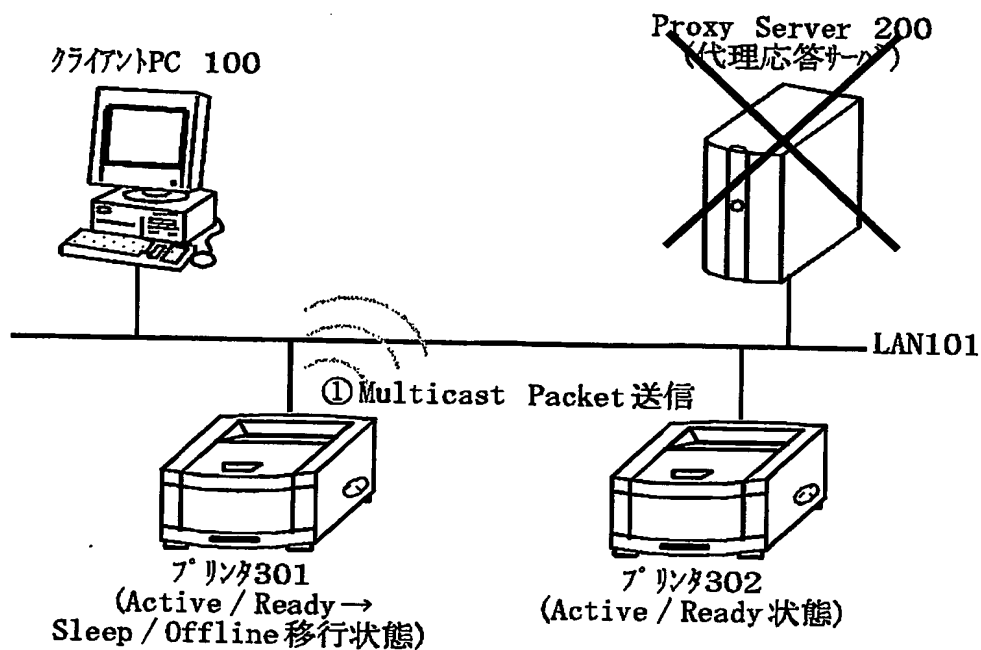 Proxy Server 200
(代理応答サーバ)
クライアントPC 100
LAN101
①Multicast Packet送信
プリンタ301
(Active / Ready→
Sleep / Offline移行状態)
プリンタ302
(Active / Ready状態)